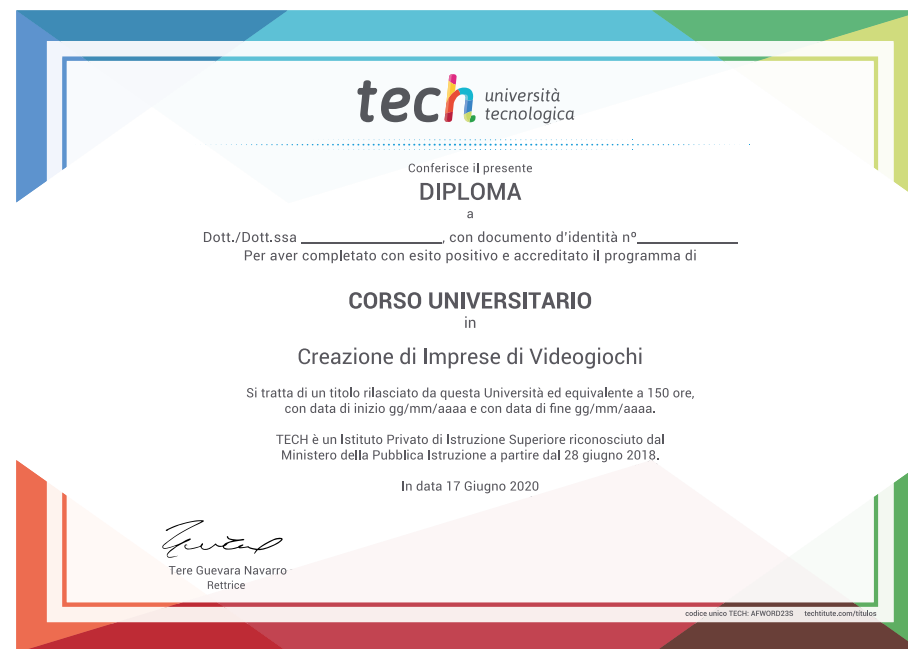 tech università
tecnologica
Conferisce il presente
DIPLOMA
a
Dott./Dott.ssa ________________, con documento d'identità nº____________
Per aver completato con esito positivo e accreditato il programma di
CORSO UNIVERSITARIO
in
Creazione di Imprese di Videogiochi
Si tratta di un titolo rilasciato da questa Università ed equivalente a 150 ore,
con data di inizio gg/mm/aaaa e con data di fine gg/mm/aaaa.
TECH è un Istituto Privato di Istruzione Superiore riconosciuto dal
Ministero della Pubblica Istruzione a partire dal 28 giugno 2018.
In data 17 Giugno 2020
Tere Guevara Navarro
Rettrice
codice unico TECH: AFWORD23S techtitute.com/titulos